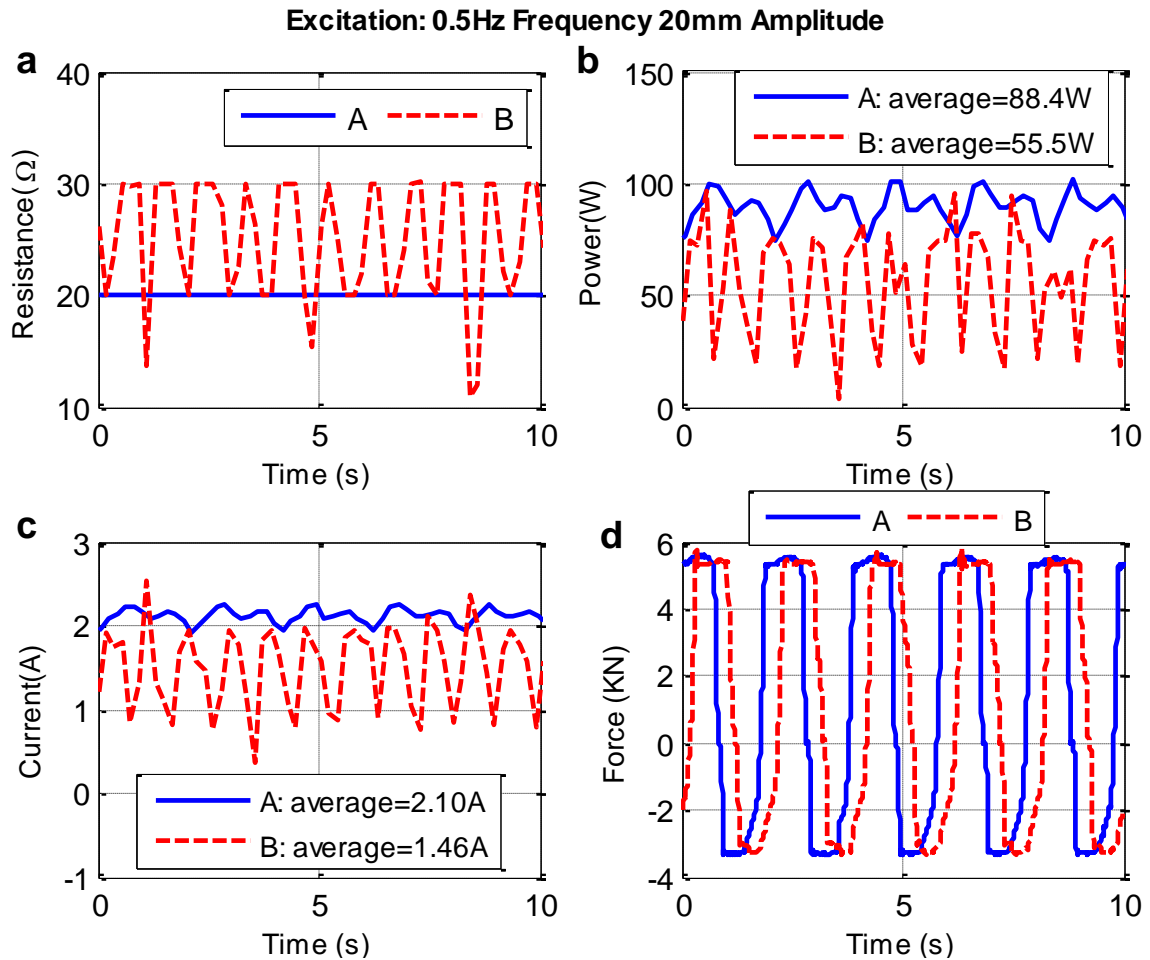 Excitation: 0.5Hz Frequency 20mm Amplitude
a
40
30
20
10
Resistance(Ω)
A B
0 5 10
Time (s)
b
150
100
50
0
Power(W)
A: average=88.4W
B: average=55.5W
0 5 10
Time (s)
c
3
2
1
0
-1
Current(A)
A: average=2.10A
B: average=1.46A
0 5 10
Time (s)
d
6
4
2
0
-2
-4
Force (KN)
A B
0 5 10
Time (s)